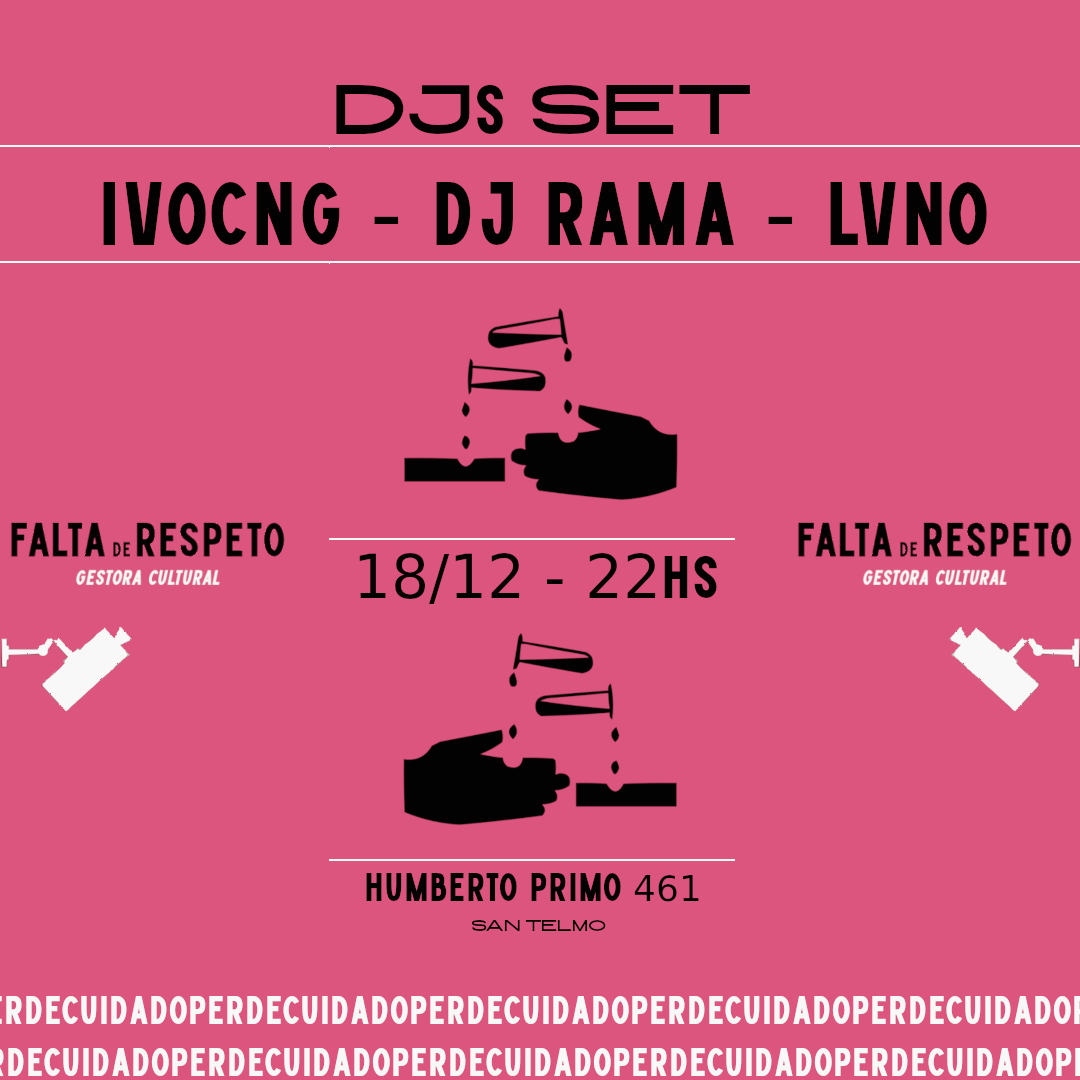 DJs SET
IVOCNG - DJ RAMA - LVNO
FALTA DE RESPETO
GESTORA CULTURAL
FALTA DE RESPETO
GESTORA CULTURAL
18/12 - 22HS
HUMBERTO PRIMO 461
SAN TELMO
ERDECUIDADOPERDECUIDADOPERDECUIDADOPERDECUIDADOPERDECUIDADOP
RDECUIDADOPERDECUIDADOPERDECUIDADOPERDECUIDADOPERDECUIDADOPE